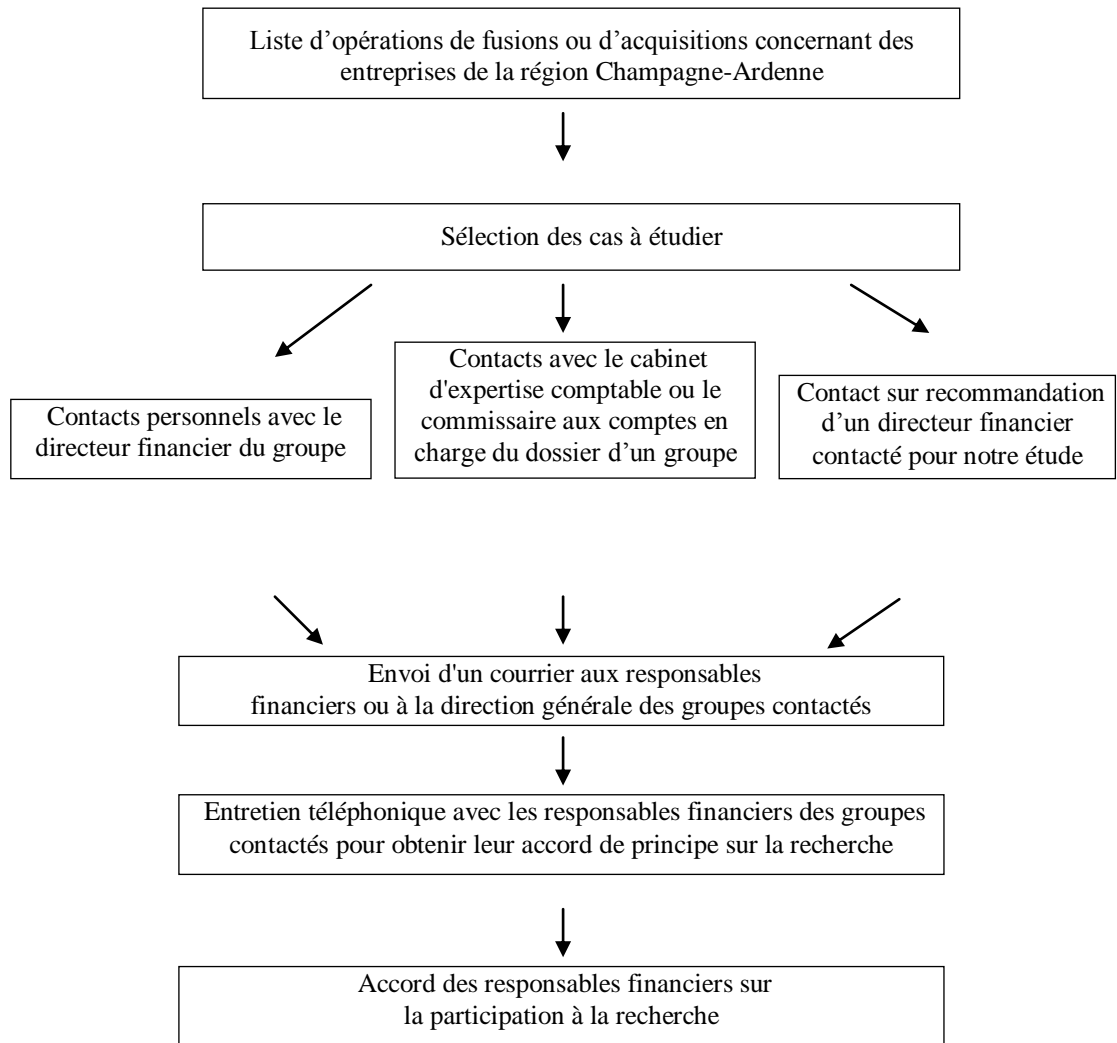 Liste d’opérations de fusions ou d’acquisitions concernant des
entreprises de la région Champagne-Ardenne
Sélection des cas à étudier
Contacts personnels avec le
directeur financier du groupe
Contacts avec le cabinet
d'expertise comptable ou le
commissaire aux comptes en
charge du dossier d’un groupe
Contact sur recommandation
d’un directeur financier
contacté pour notre étude
Envoi d'un courrier aux responsables
financiers ou à la direction générale des groupes contactés
Entretien téléphonique avec les responsables financiers des groupes
contactés pour obtenir leur accord de principe sur la recherche
Accord des responsables financiers sur
la participation à la recherche